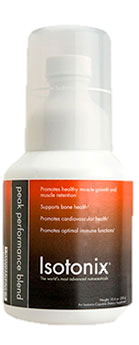 Promotes healthy muscle growth and
muscle retention*
Supports bone health*
Promotes cardiovascular health*
Promotes optimal immune functions*
peak performance blend
Isotonix®
The world's most advanced nutraceuticals